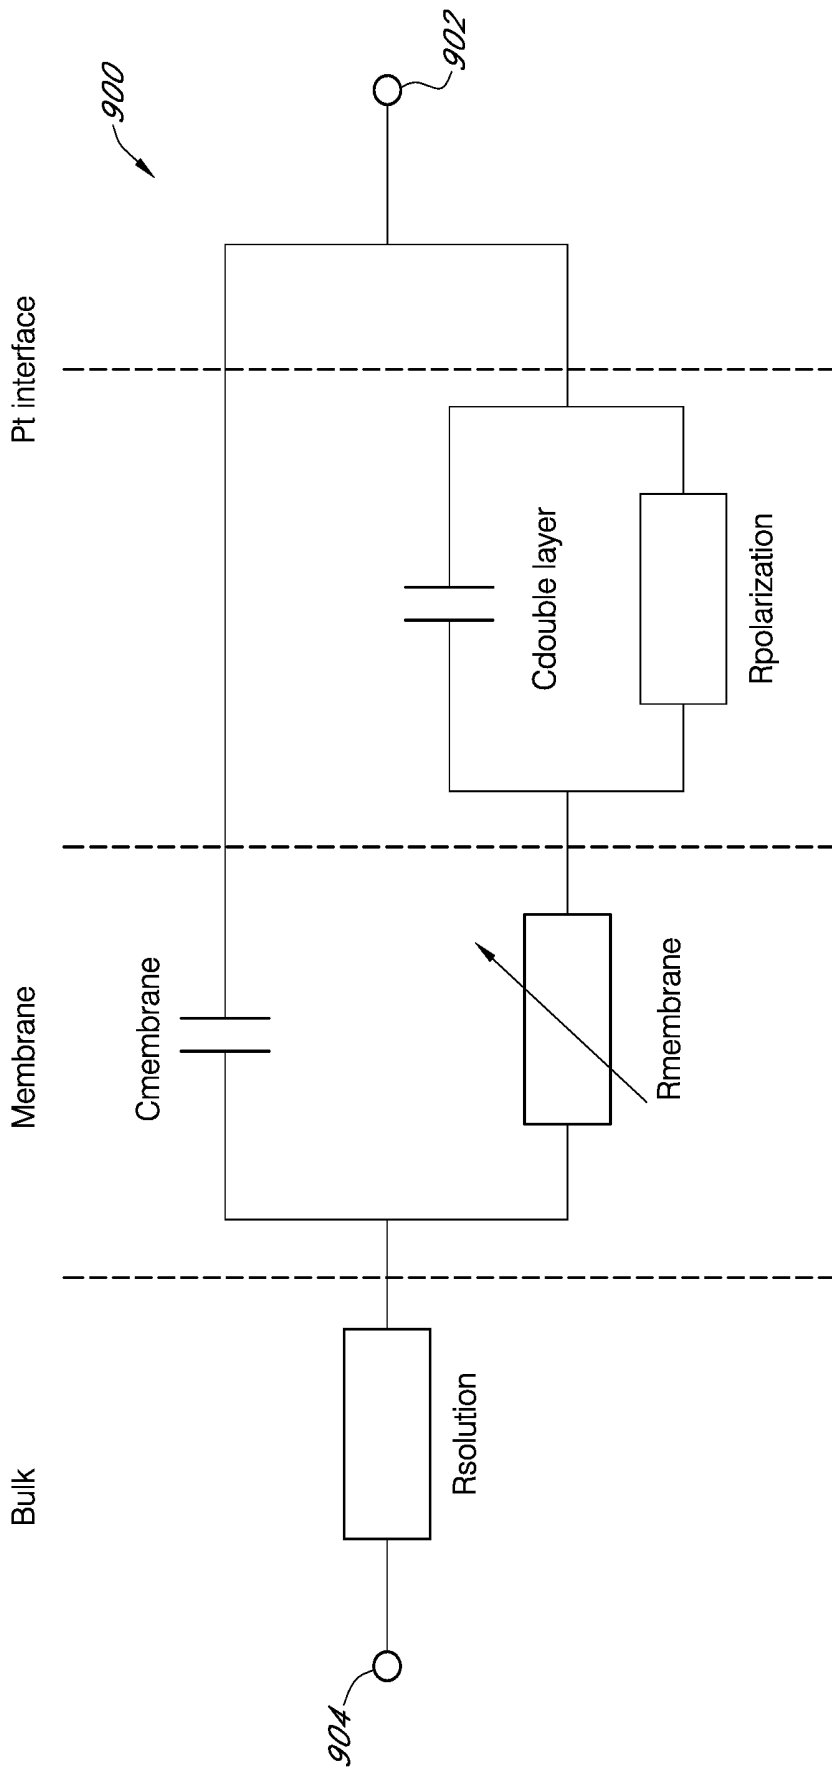 Bulk
Membrane
Pt interface
900
Cmembrane
904
902
Rsolution
Cdouble layer
Rmembrane
Rpolarization